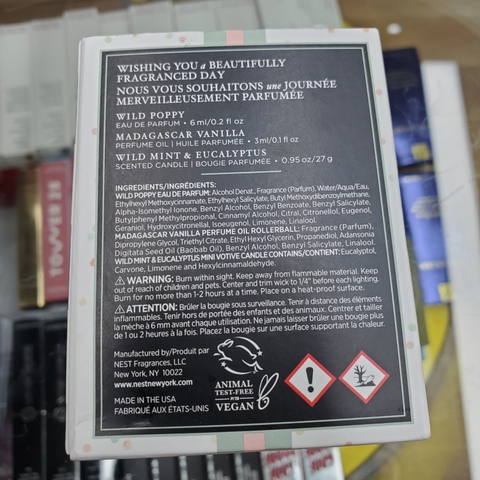 WISHING YOU a BEAUTIFULLY
FRAGRANCED DAY
NOUS VOUS SOUHAITONS une JOURNÉE
MERVEILLEUSEMENT PARFUMÉE
WILD POPPY
EAU DE PARFUM • 6 ml/0.2 fl oz
MADAGASCAR VANILLA
PERFUME OIL | HUILE PARFUMÉE • 3ml/0.1 fl oz
WILD MINT & EUCALYPTUS
SCENTED CANDLE | BOUGIE PARFUMÉE • 0.95 oz/27 g
INGREDIENTS/INGRÉDIENTS:
WILD POPPY EAU DE PARFUM: Alcohol Denat., Fragrance (Parfum), Water/Aqua/Eau,
Ethylhexyl Methoxycinnamate, Ethylhexyl Salicylate, Butyl Methoxydibenzoylmethane,
Alpha-Isomethyl Ionone, Benzyl Alcohol, Benzyl Benzoate, Benzyl Salicylate,
Butylphenyl Methylpropional, Cinnamyl Alcohol, Citral, Citronellol, Eugenol,
Geraniol, Hydroxycitronellal, Isoeugenol, Limonene, Linalool.
MADAGASCAR VANILLA PERFUME OIL ROLLERBALL: Fragrance (Parfum),
Dipropylene Glycol, Triethyl Citrate, Ethyl Hexyl Glycerin, Propanediol, Adansonia
Digitata Seed Oil (Baobab Oil), Benzyl Alcohol, Benzyl Salicylate, Linalool.
WILD MINT & EUCALYPTUS MINI VOTIVE CANDLE CONTAINS/CONTIENT: Eucalyptol,
Carvone, Limonene and Hexylcinnamaldehyde.
WARNING: Burn within sight. Keep away from flammable material. Keep
out of reach of children and pets. Center and trim wick to 1/4" before each lighting.
Burn for no more than 1-2 hours at a time. Place on a heat-proof surface.
ATTENTION: Brûler la bougie sous surveillance. Tenir à distance des éléments
inflammables. Tenir hors de portée des enfants et des animaux. Centrer et tailler
la mèche à 6 mm avant chaque utilisation. Ne jamais laisser brûler une bougie plus
de 1 ou 2 heures à la fois. Placez la bougie sur une surface supportant la chaleur.
Manufactured by/Produit par
NEST Fragrances, LLC
New York, NY 10022
www.nestnewyork.com
MADE IN THE USA
FABRIQUÉ AUX ÉTATS-UNIS
ANIMAL
TEST-FREE
VEGAN
TOWER 28